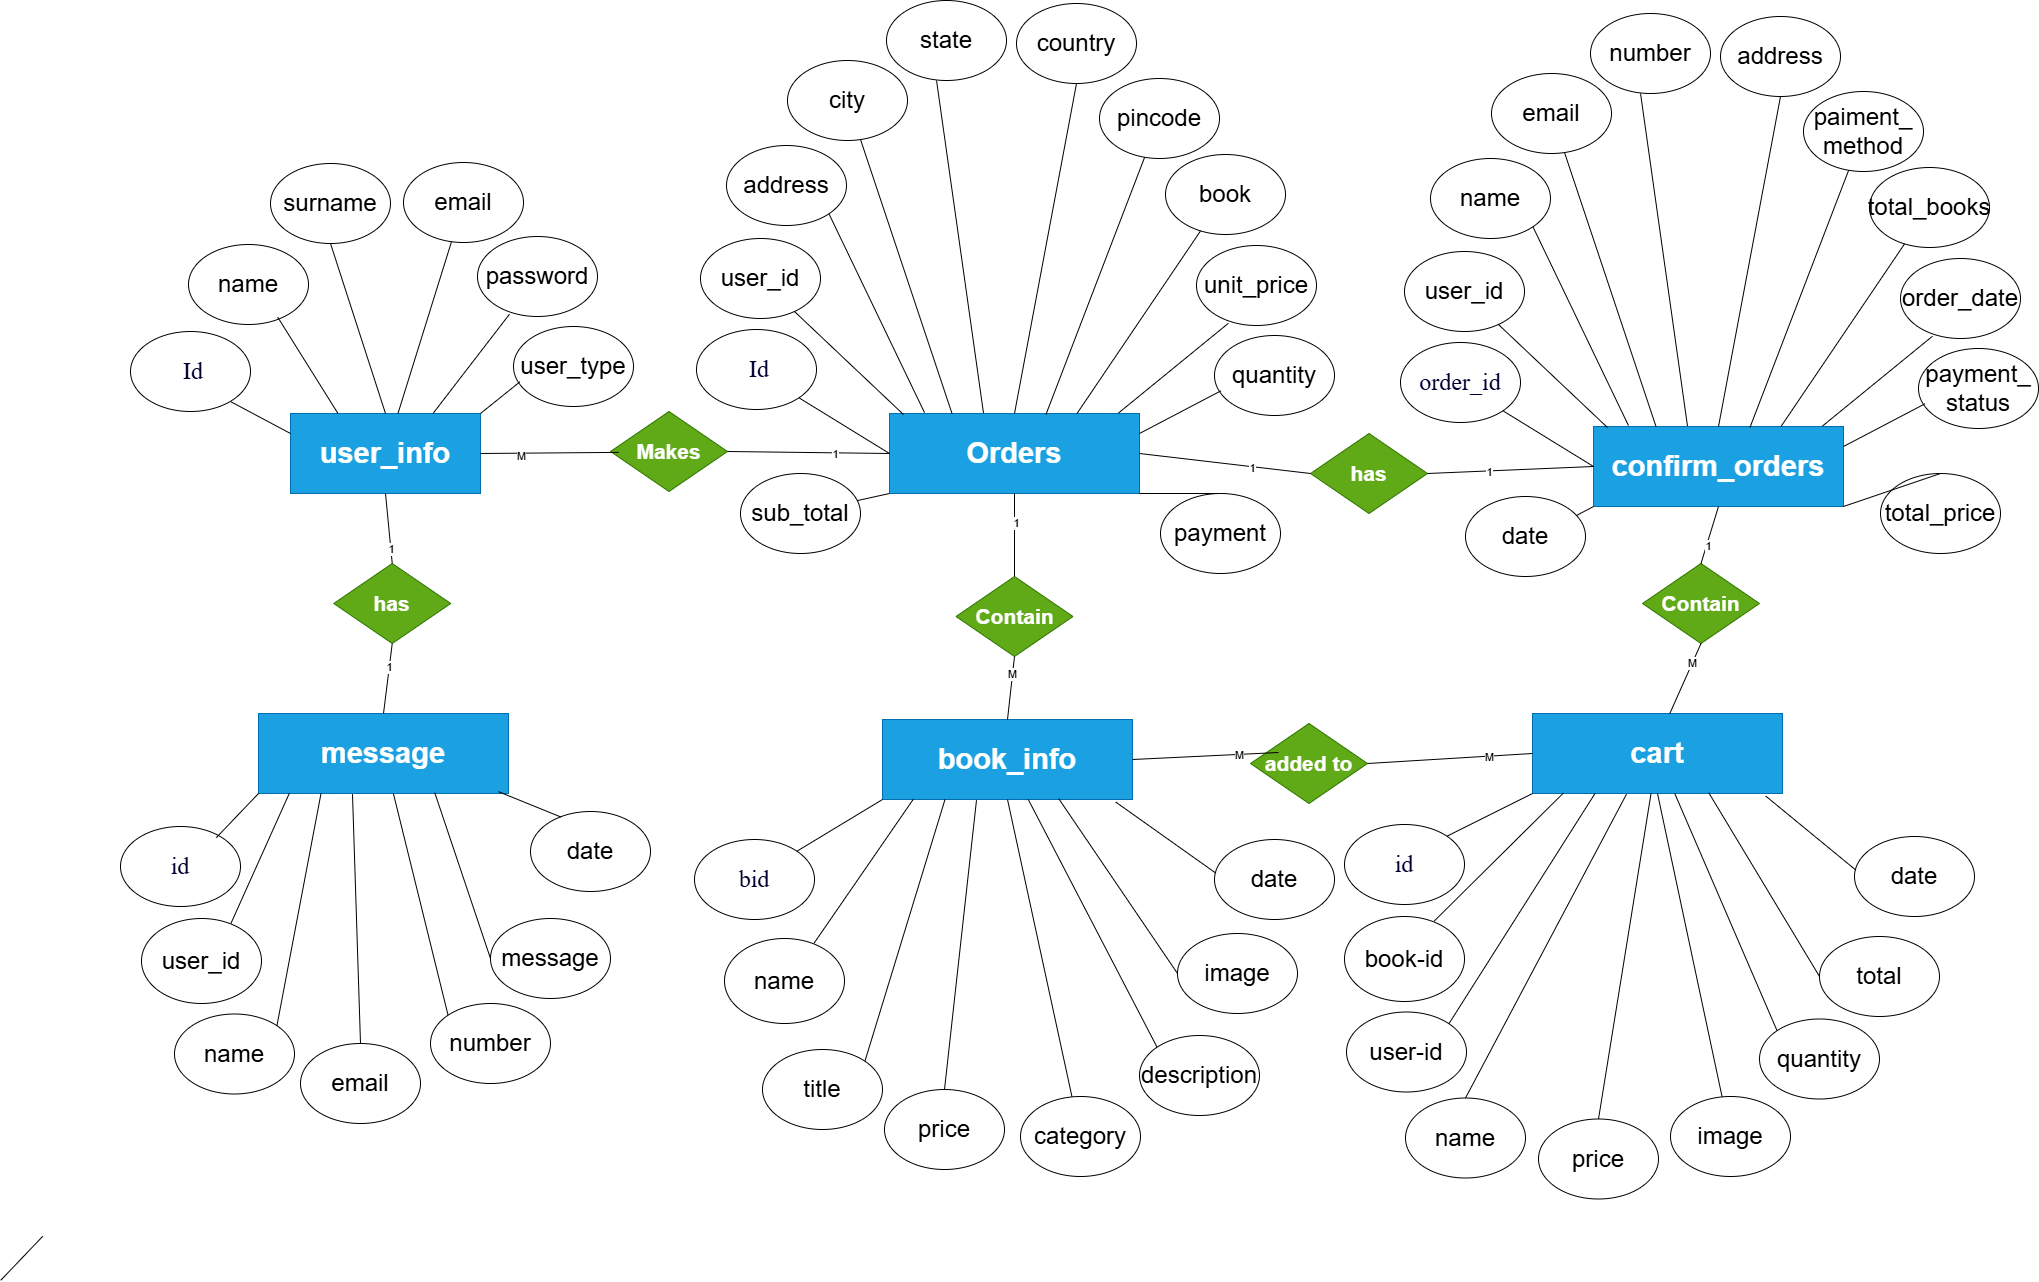 state
country
number
address
city
pincode
email
paiment_
method
surname
email
address
book
name
total_books
name
password
user_id
unit_price
user_id
order_date
Id
user_type
Id
quantity
order_id
payment_
status
user_info
M
Makes
1
Orders
1
has
1
confirm_orders
sub_total
1
payment
date
total_price
1
1
has
Contain
Contain
1
M
M
message
book_info
M
added to
M
cart
id
date
bid
date
id
date
user_id
message
name
image
book-id
total
name
email
number
title
price
category
description
user-id
quantity
name
price
image